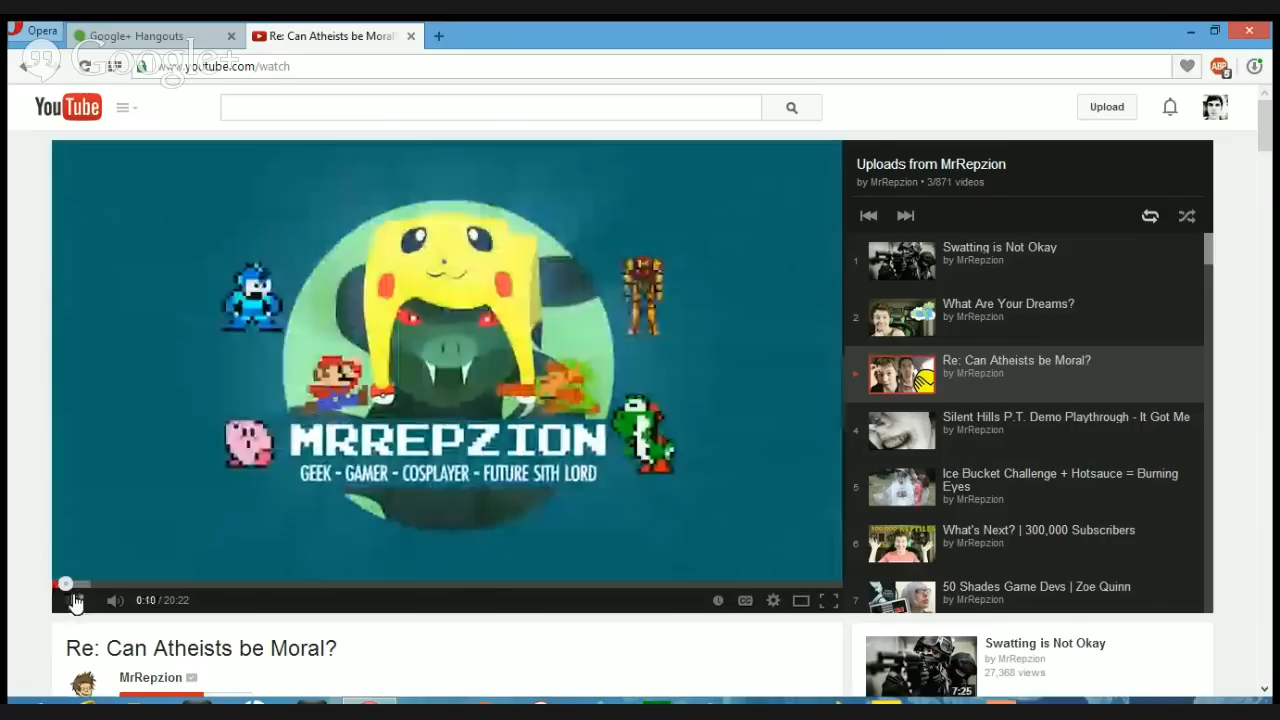 Opera
Google+ Hangouts
Re: Can Atheists be Moral
Google+
www.youtube.com/watch
ABP
5
YouTube
Upload
Uploads from MrRepzion
by MrRepzion • 3/871 videos
1
Swatting is Not Okay
by MrRepzion
2
What Are Your Dreams?
by MrRepzion
Re: Can Atheists be Moral?
by MrRepzion
4
Silent Hills P.T. Demo Playthrough - It Got Me
by MrRepzion
5
Ice Bucket Challenge + Hotsauce = Burning
Eyes
by MrRepzion
6
What's Next? | 300,000 Subscribers
by MrRepzion
7
50 Shades Game Devs | Zoe Quinn
by MrRepzion
MRREPZION
GEEK - GAMER - COSPLAYER - FUTURE SITH LORD
0:10 / 20:22
Re: Can Atheists be Moral?
MrRepzion
Swatting is Not Okay
by MrRepzion
27,368 views
7:25